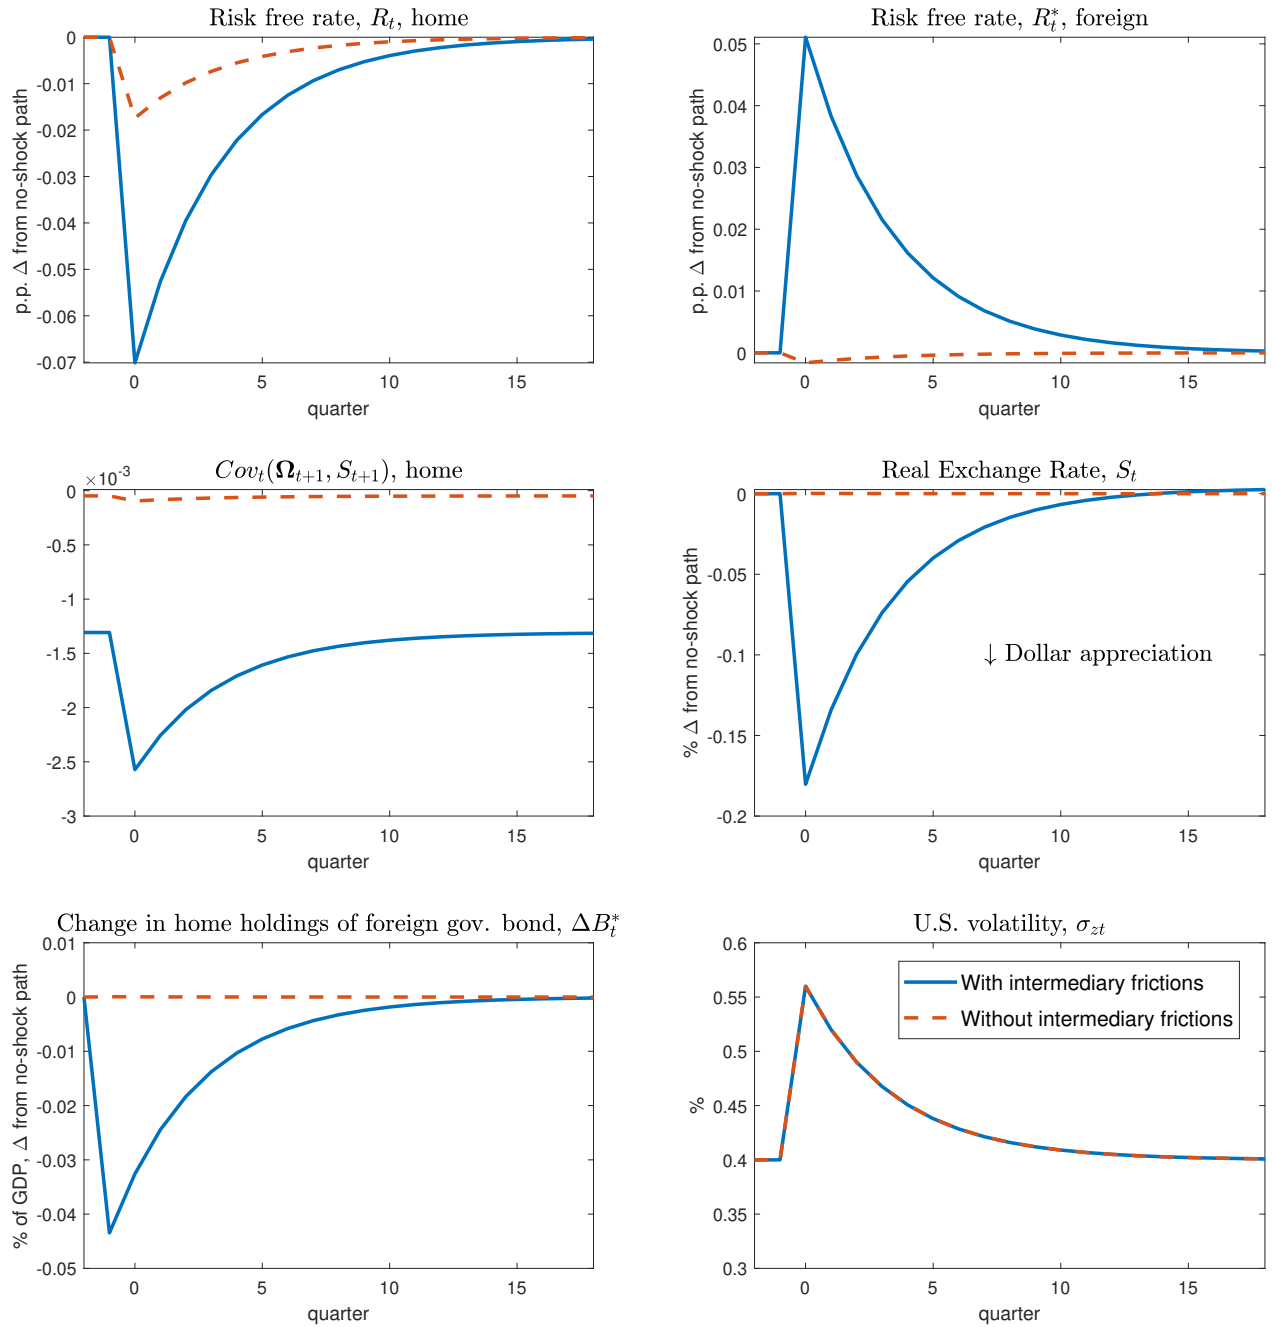 Risk free rate, R_t, home
0
-0.01
-0.02
-0.03
-0.04
-0.05
-0.06
-0.07
p.p. Δ from no-shock path
0 5 10 15
quarter
Risk free rate, R_t^*, foreign
0.05
0.04
0.03
0.02
0.01
0
p.p. Δ from no-shock path
0 5 10 15
quarter
Cov_t(Ω_{t+1}, S_{t+1}), home
×10^{-3}
0
-0.5
-1
-1.5
-2
-2.5
-3
0 5 10 15
quarter
Real Exchange Rate, S_t
0
-0.05
-0.1
-0.15
-0.2
% Δ from no-shock path
↓ Dollar appreciation
0 5 10 15
quarter
Change in home holdings of foreign gov. bond, ΔB_t^*
0.01
0
-0.01
-0.02
-0.03
-0.04
-0.05
% of GDP, Δ from no-shock path
0 5 10 15
quarter
U.S. volatility, σ_{zt}
0.6
0.55
0.5
0.45
0.4
0.35
0.3
%
With intermediary frictions
Without intermediary frictions
0 5 10 15
quarter